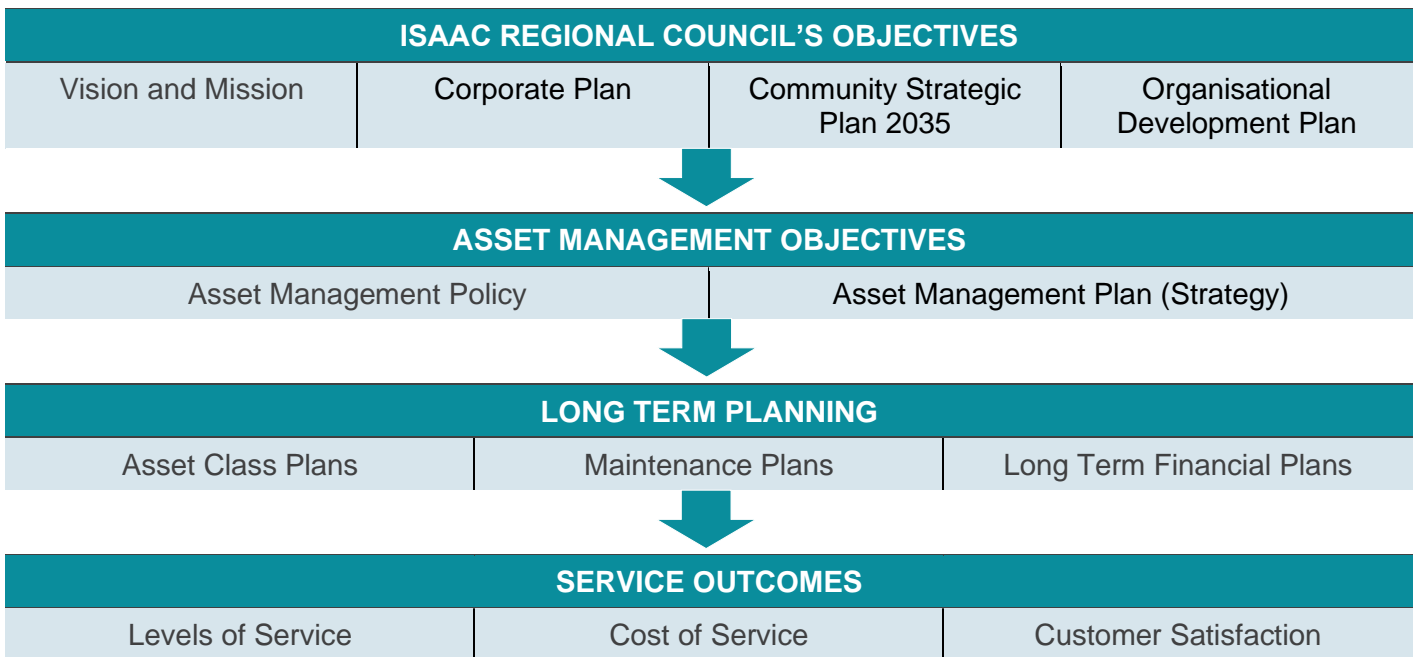 ISAAC REGIONAL COUNCIL’S OBJECTIVES
Vision and Mission
Corporate Plan
Community Strategic
Plan 2035
Organisational
Development Plan
ASSET MANAGEMENT OBJECTIVES
Asset Management Policy
Asset Management Plan (Strategy)
LONG TERM PLANNING
Asset Class Plans
Maintenance Plans
Long Term Financial Plans
SERVICE OUTCOMES
Levels of Service
Cost of Service
Customer Satisfaction